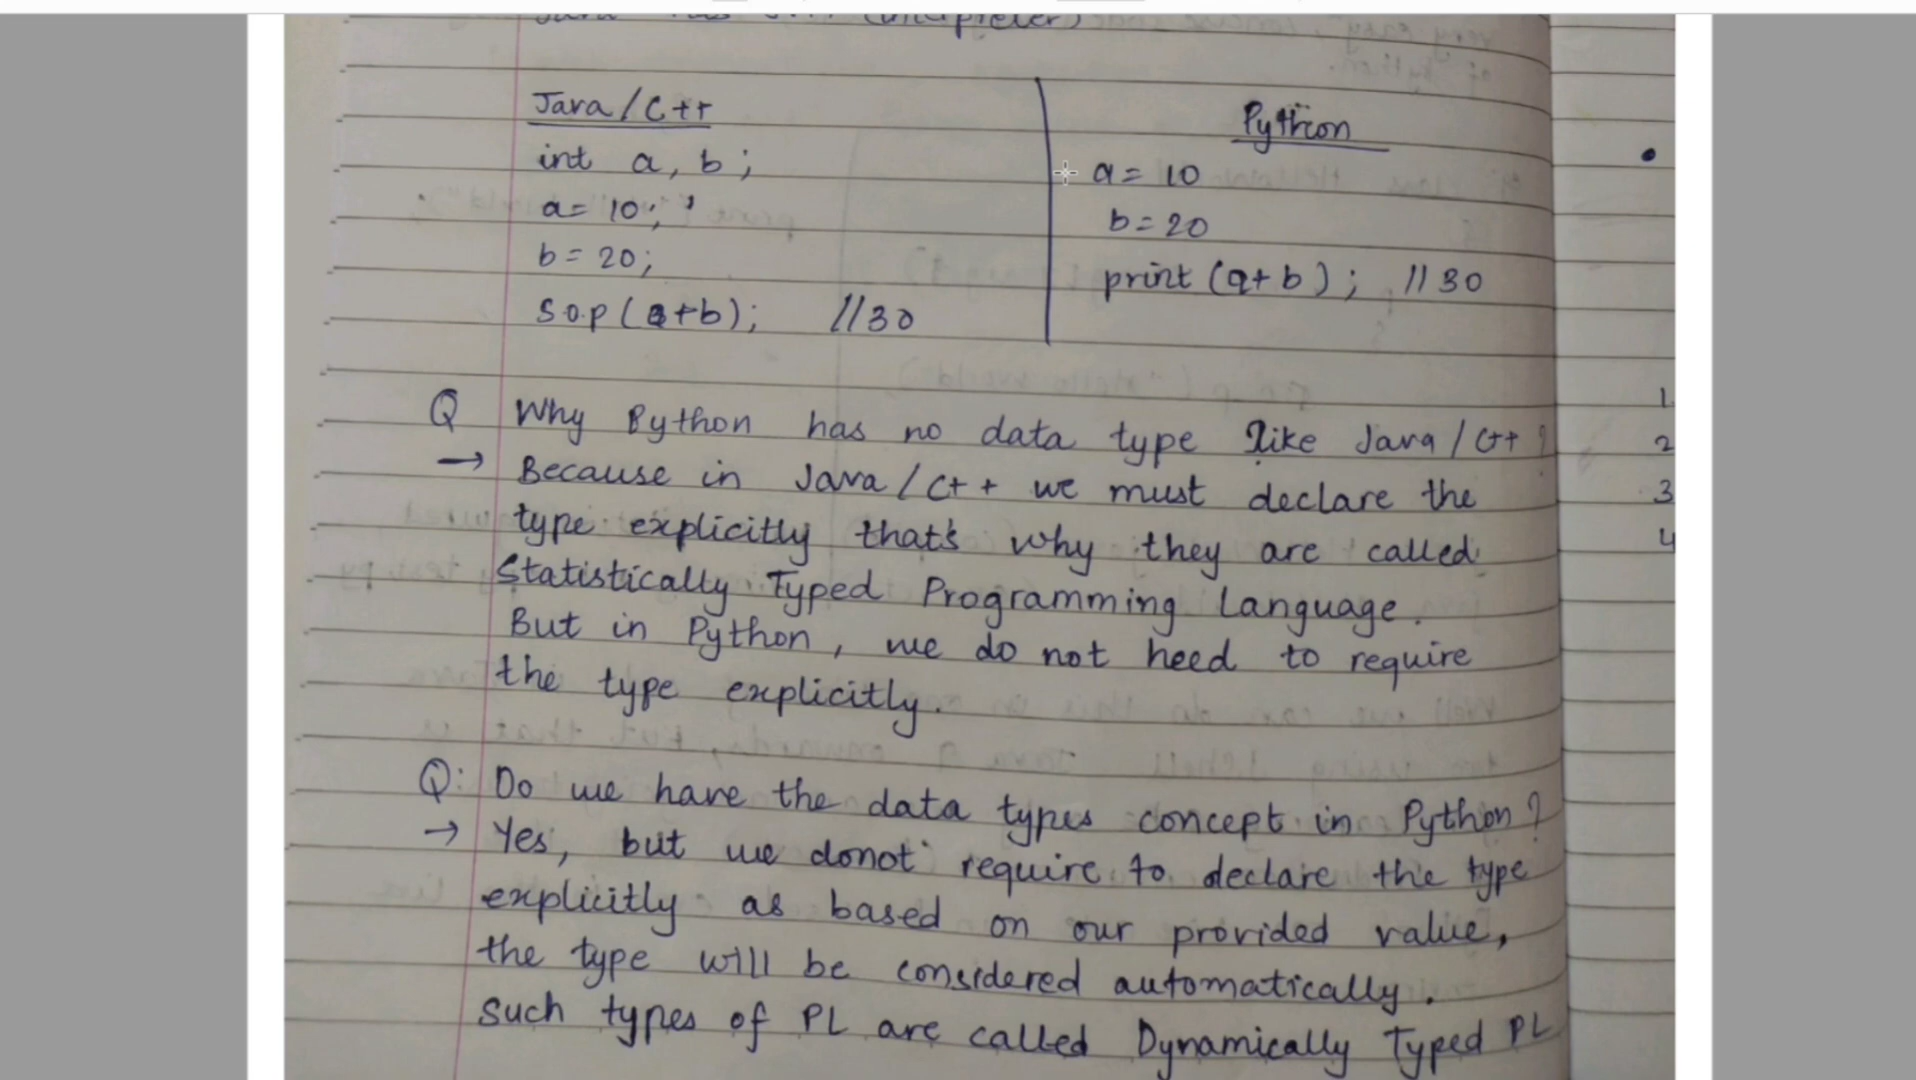 Java / C++
int a, b;
a = 10;
b = 20;
S.o.p (a+b); //30
Python
a = 10
b = 20
print (a+b); //30
Q Why Python has no data type like Java / C++ ?
→ Because in Java / C++ we must declare the
type explicitly that's why they are called
Statistically Typed Programming Language.
But in Python, we do not need to require
the type explicitly.
Q: Do we have the data types concept in Python?
→ Yes, but we donot require to declare the type
explicitly as based on our provided value,
the type will be considered automatically.
Such types of PL are called Dynamically Typed PL
1.
2
3
4